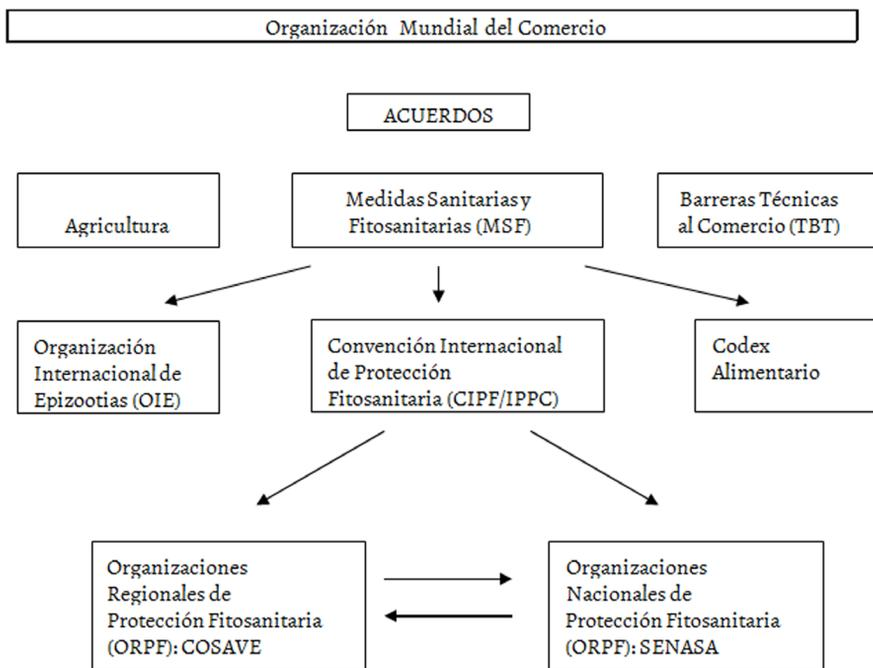 Organización Mundial del Comercio
ACUERDOS
Agricultura
Medidas Sanitarias y
Fitosanitarias (MSF)
Barreras Técnicas
al Comercio (TBT)
Organización
Internacional de
Epizootias (OIE)
Convención Internacional
de Protección
Fitosanitaria (CIPF/IPPC)
Codex
Alimentario
Organizaciones
Regionales de
Protección Fitosanitaria
(ORPF): COSAVE
Organizaciones
Nacionales de
Protección Fitosanitaria
(ORPF): SENASA